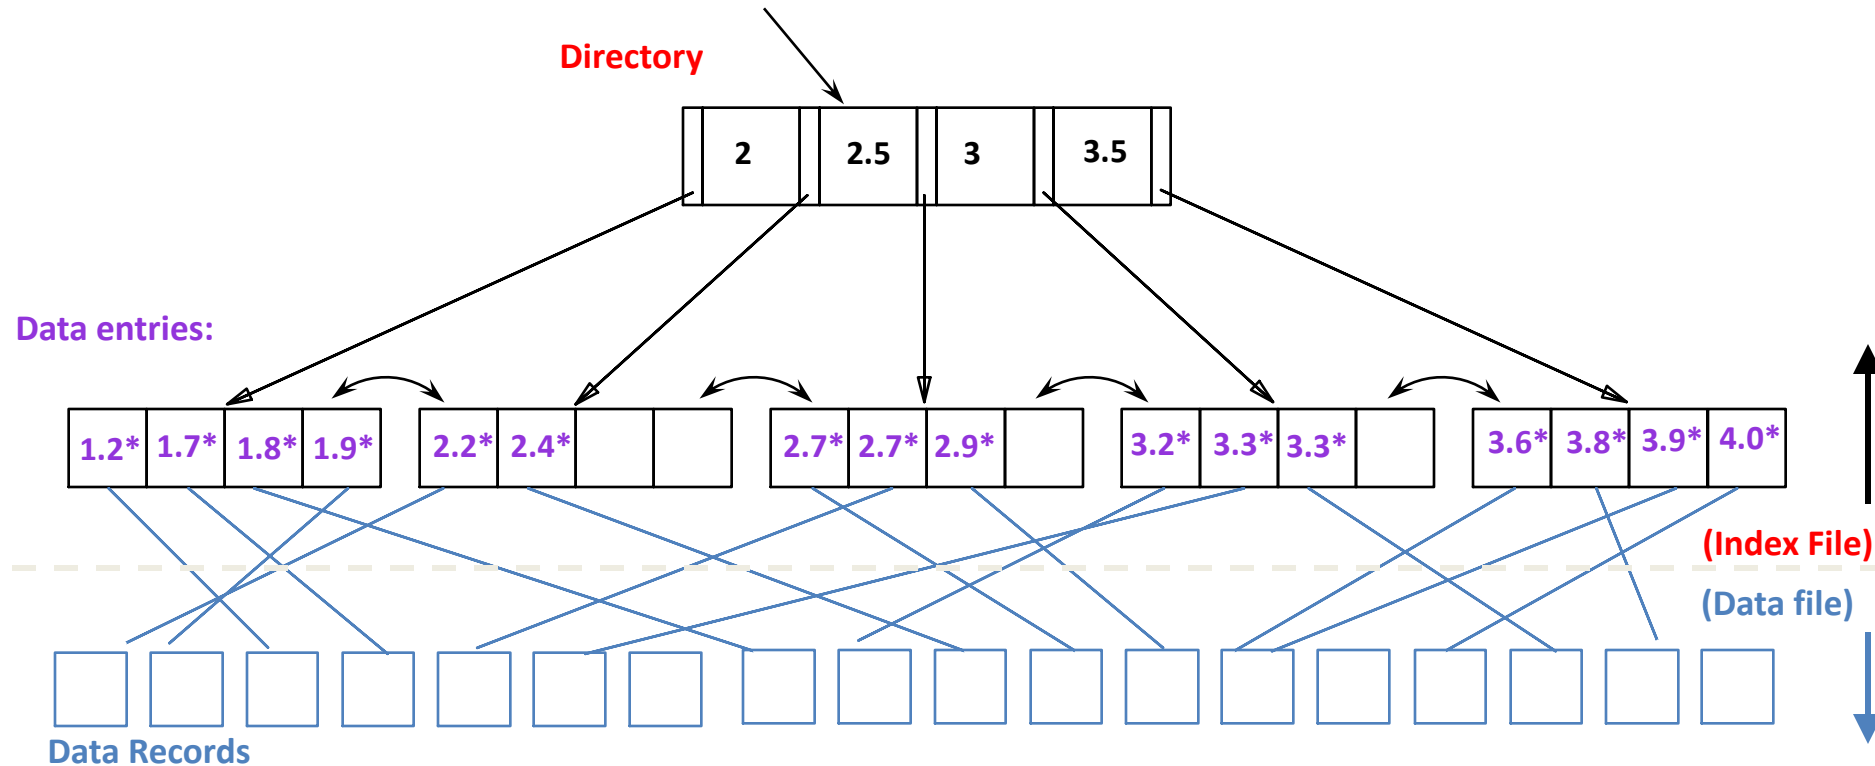 Directory
2 2.5 3 3.5
Data entries:
1.2* 1.7* 1.8* 1.9* 2.2* 2.4* 2.7* 2.7* 2.9* 3.2* 3.3* 3.3* 3.6* 3.8* 3.9* 4.0*
(Index File)
(Data file)
Data Records